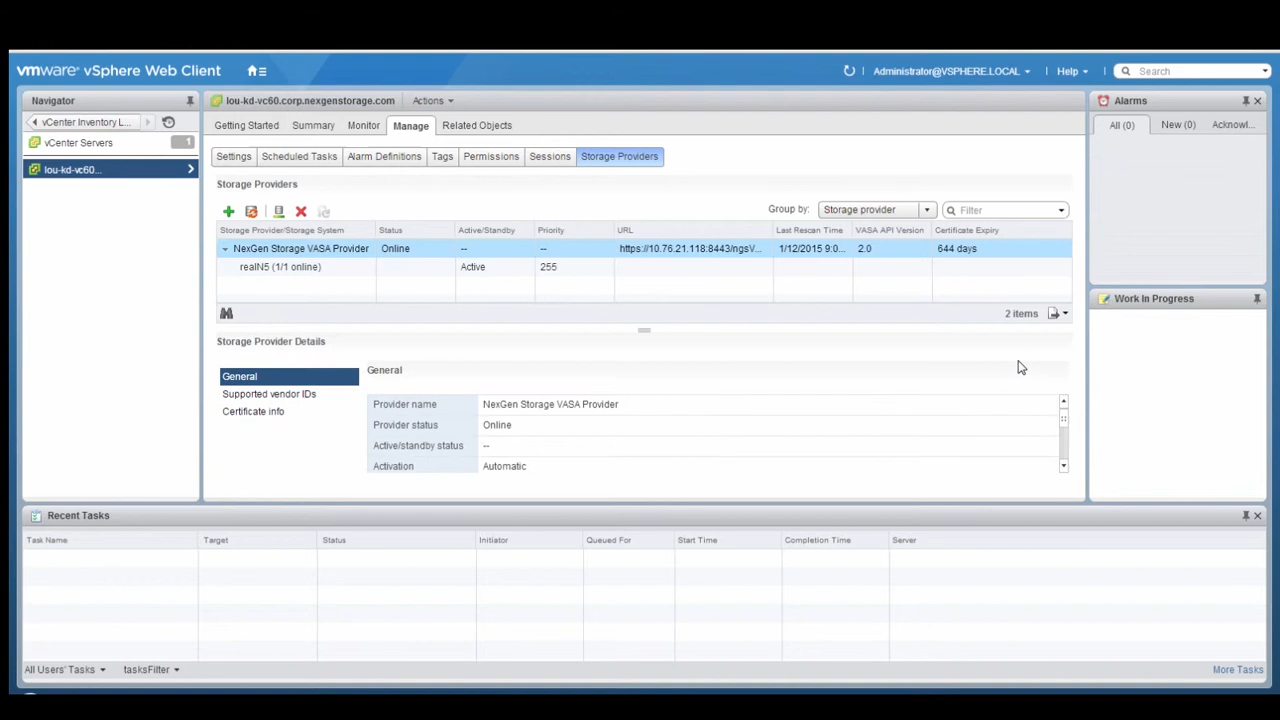 vmware® vSphere Web Client
Administrator@VSPHERE.LOCAL
Help
Search
Navigator
vCenter Inventory L...
vCenter Servers
1
lou-kd-vc60...
lou-kd-vc60.corp.nexgenstorage.com
Actions
Getting Started
Summary
Monitor
Manage
Related Objects
Settings
Scheduled Tasks
Alarm Definitions
Tags
Permissions
Sessions
Storage Providers
Storage Providers
Group by:
Storage provider
Filter
Storage Provider/Storage System Status Active/Standby Priority URL Last Rescan Time VASA API Version Certificate Expiry
NexGen Storage VASA Provider Online -- -- https://10.76.21.118:8443/ngsV... 1/12/2015 9:0... 2.0 644 days
realN5 (1/1 online) Active 255
2 items
Storage Provider Details
General
Supported vendor IDs
Certificate info
General
Provider name NexGen Storage VASA Provider
Provider status Online
Active/standby status --
Activation Automatic
Alarms
All (0)
New (0)
Acknowl...
Work In Progress
Recent Tasks
Task Name Target Status Initiator Queued For Start Time Completion Time Server
All Users' Tasks
tasksFilter
More Tasks